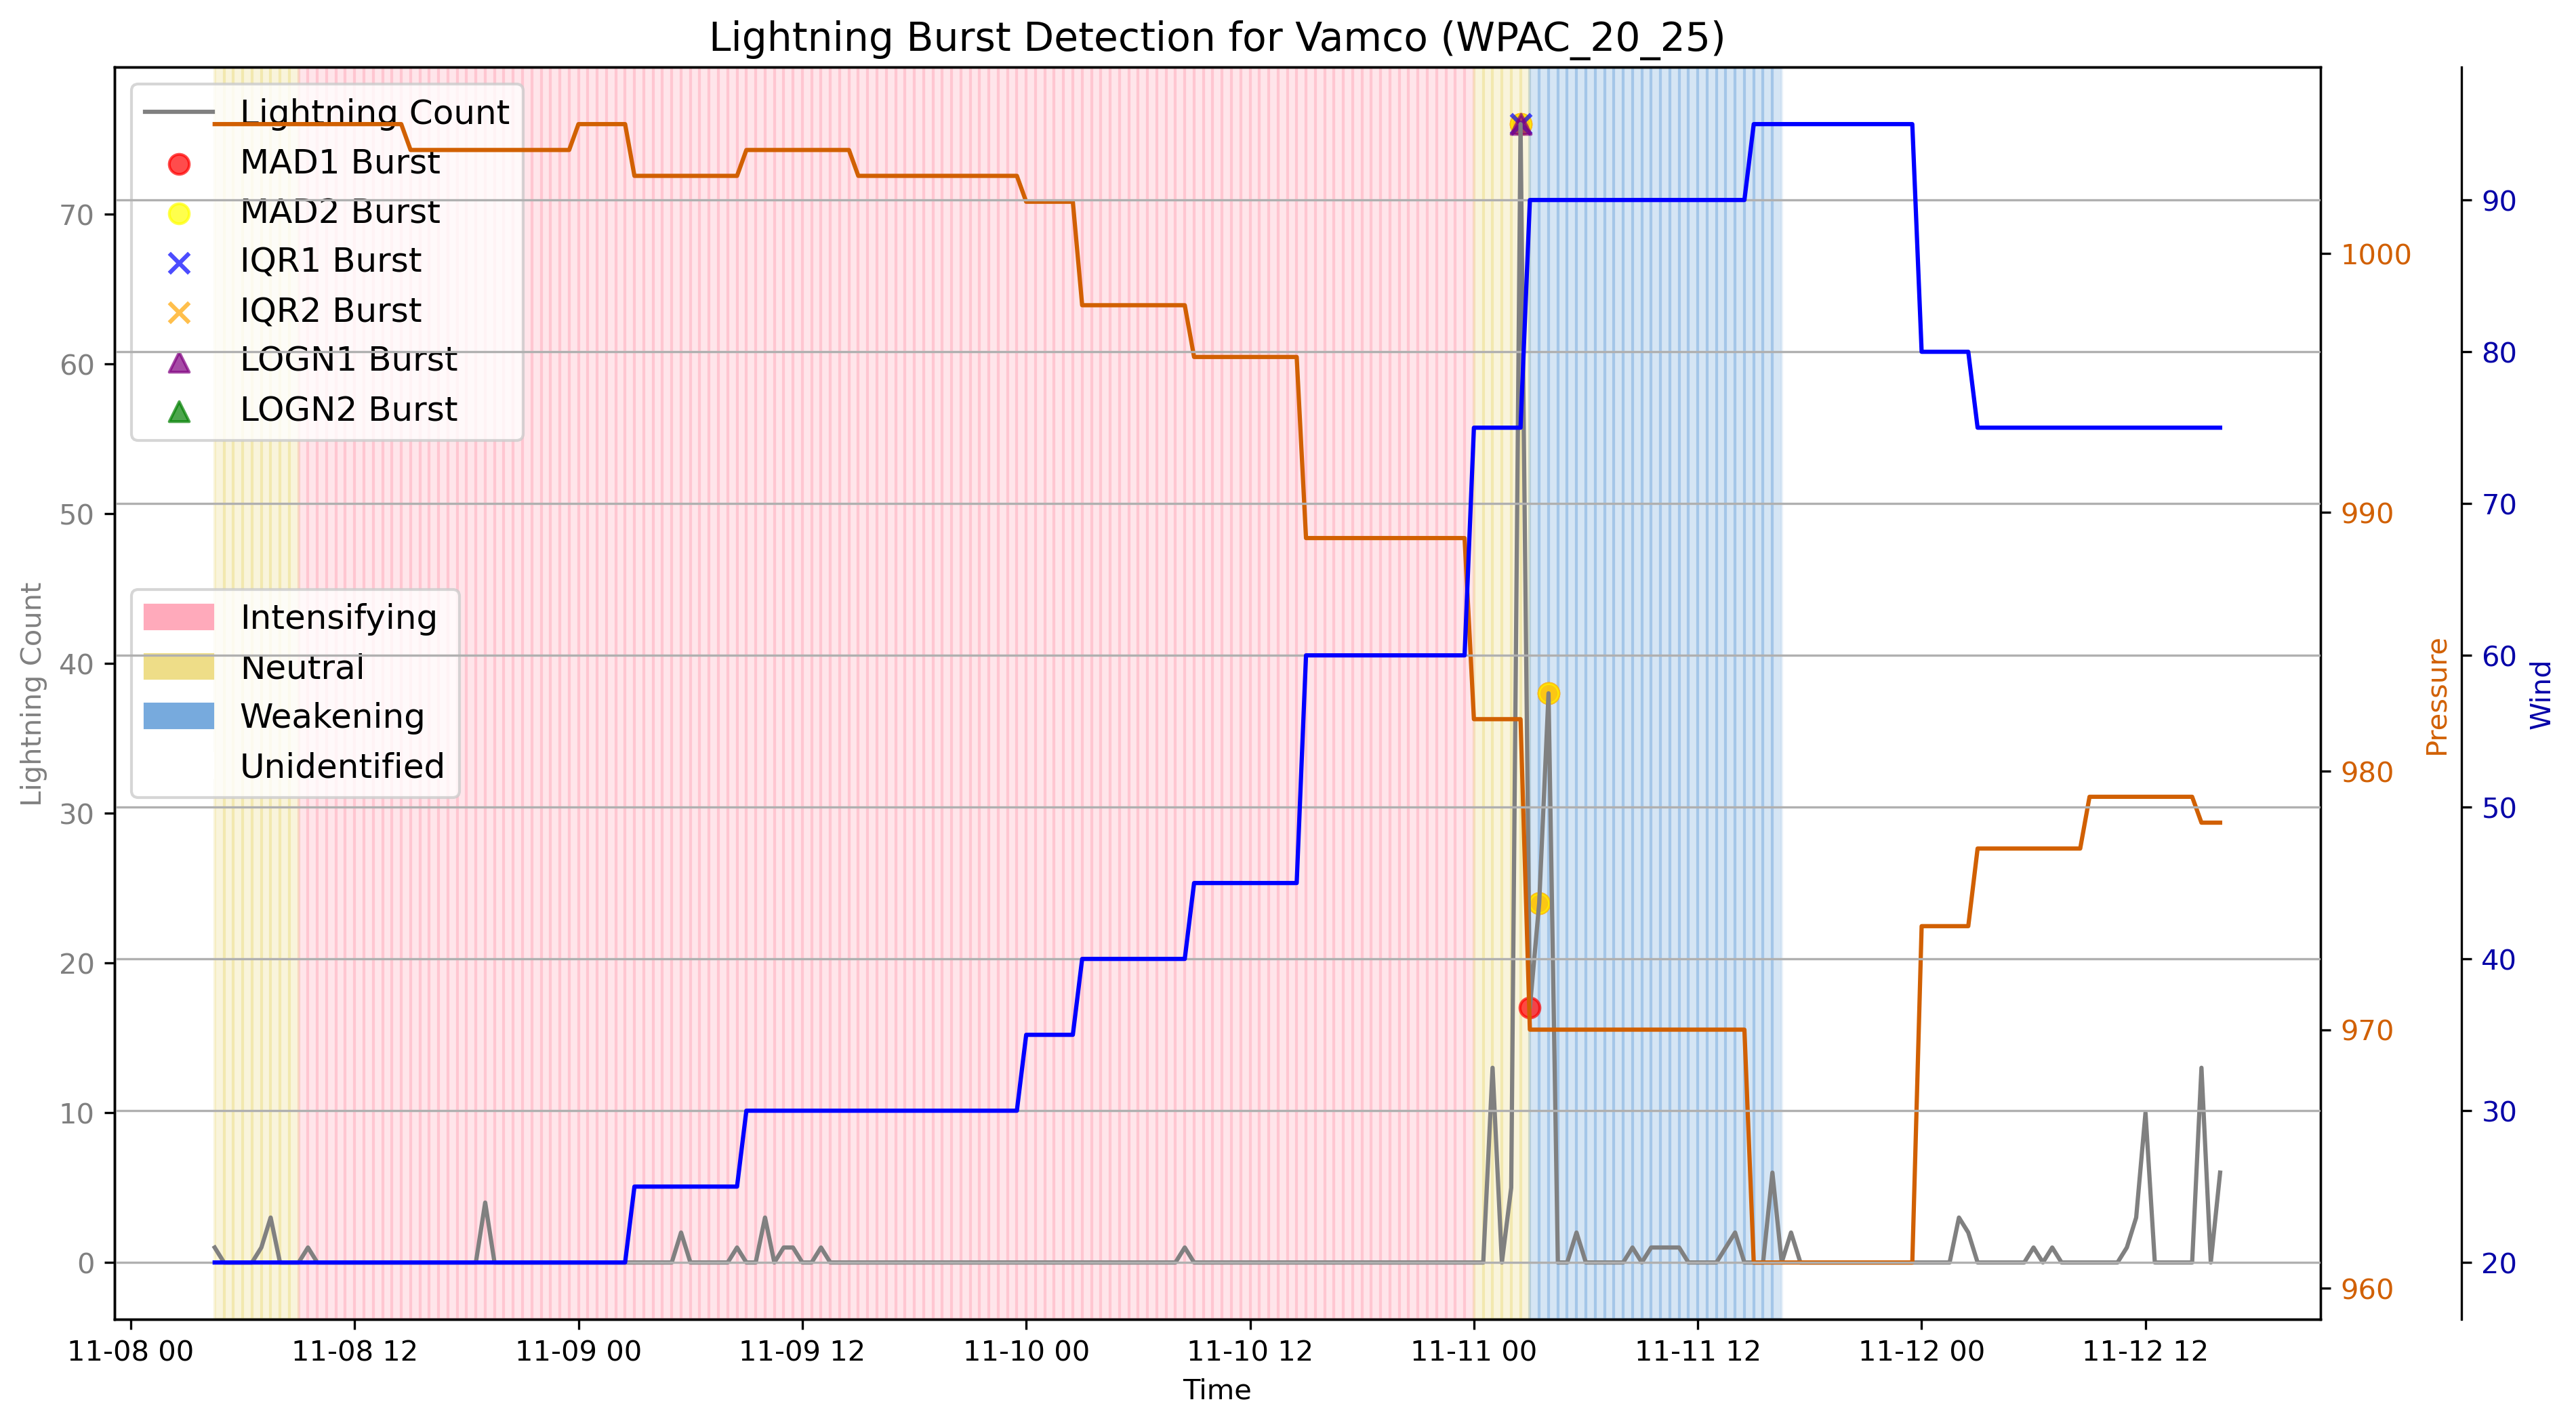 Lightning Burst Detection for Vamco (WPAC_20_25)
Lightning Count
MAD1 Burst
MAD2 Burst
IQR1 Burst
IQR2 Burst
LOGN1 Burst
LOGN2 Burst
Intensifying
Neutral
Weakening
Unidentified
Lightning Count
70
60
50
40
30
20
10
0
1000
990
980
970
960
Pressure
90
80
70
60
50
40
30
20
Wind
11-08 00
11-08 12
11-09 00
11-09 12
11-10 00
11-10 12
11-11 00
11-11 12
11-12 00
11-12 12
Time